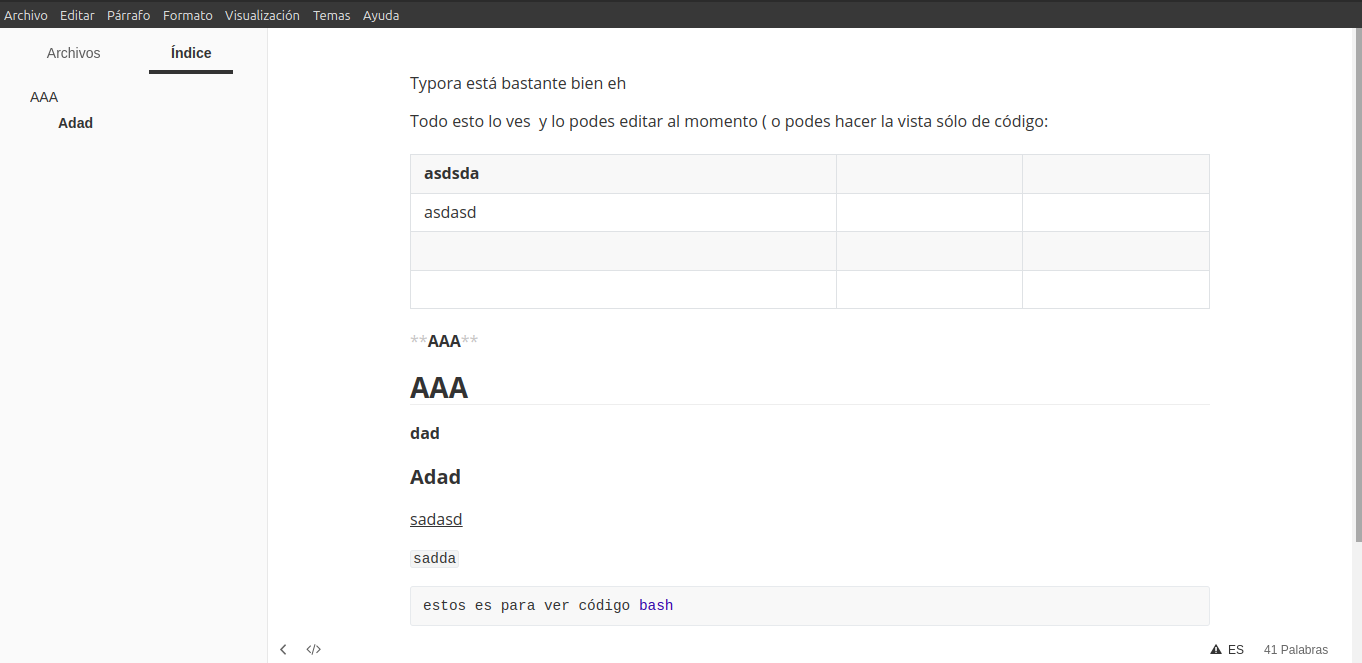 Archivo Editar Párrafo Formato Visualización Temas Ayuda
Archivos Índice
AAA
Adad
Typora está bastante bien eh
Todo esto lo ves  y lo podes editar al momento ( o podes hacer la vista sólo de código:
asdsda
asdasd
**AAA**
AAA
dad
Adad
sadasd
sadda
estos es para ver código bash
</> ES 41 Palabras